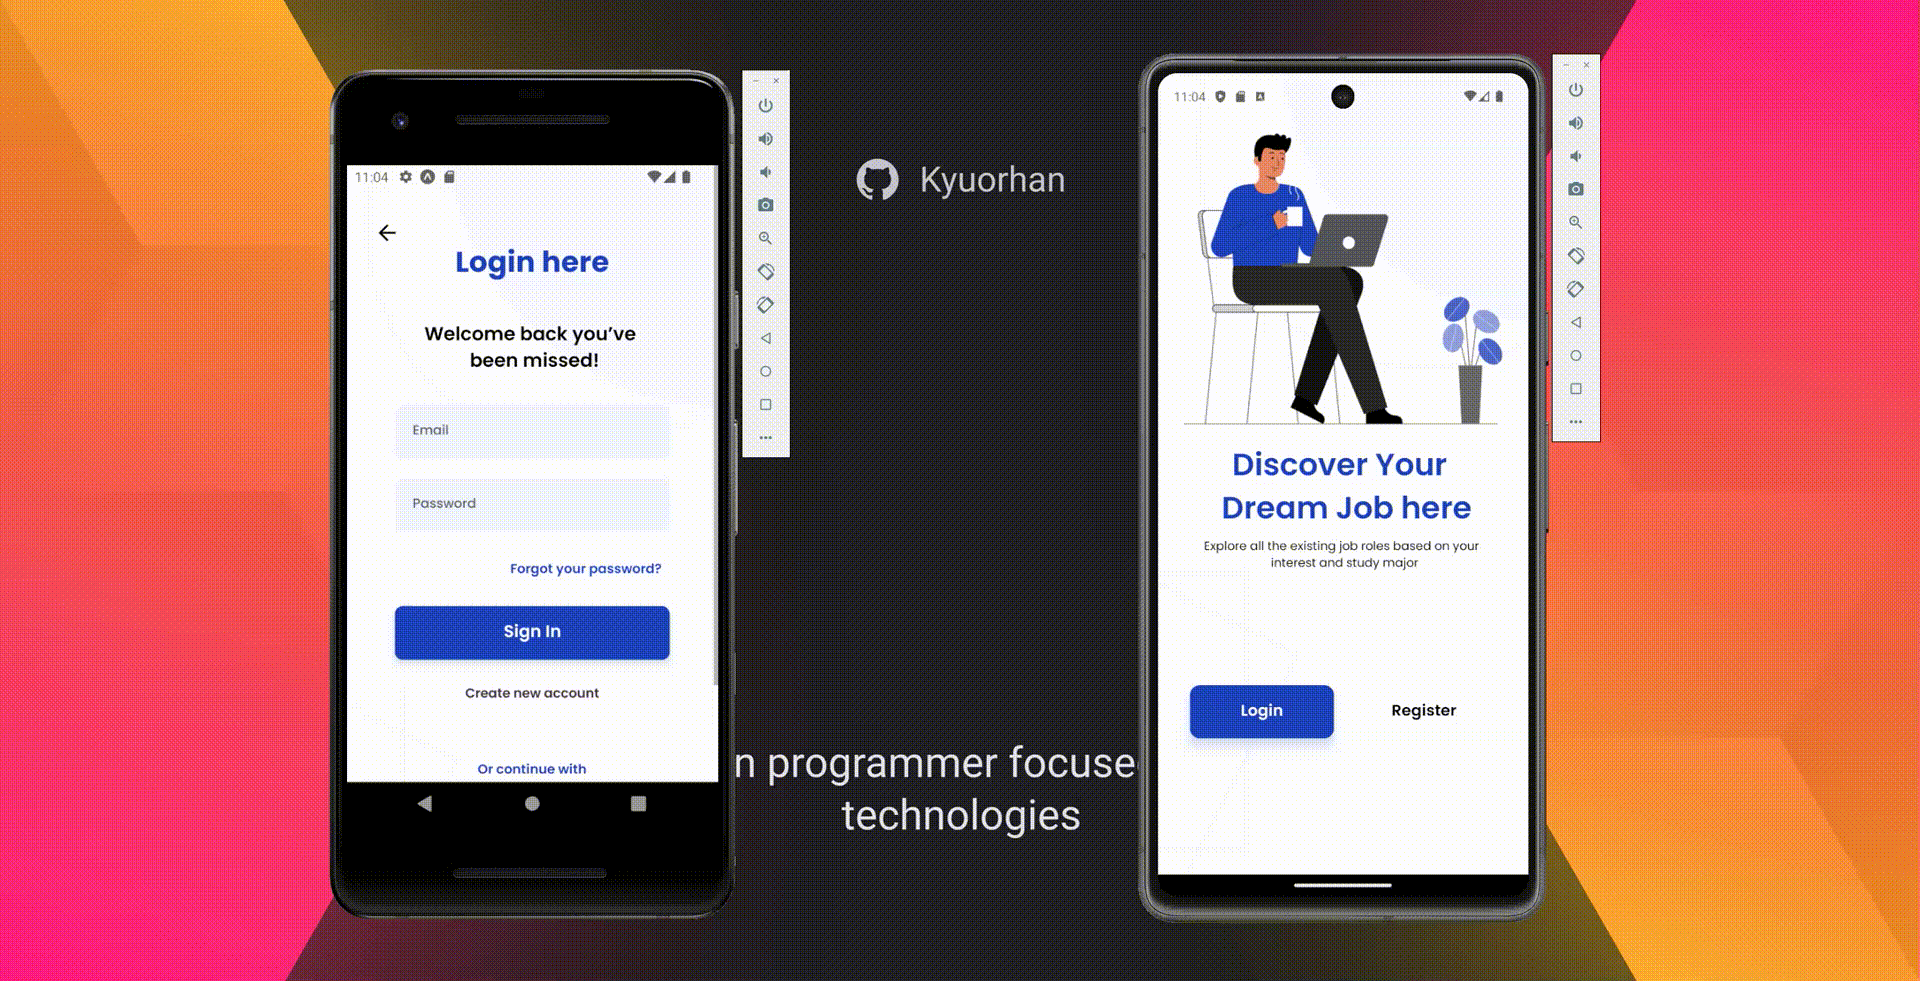 11:04
Login here
Welcome back you've
been missed!
Email
Password
Forgot your password?
Sign In
Create new account
Or continue with
Kyuorhan
n programmer focuse
technologies
11:04
Discover Your
Dream Job here
Explore all the existing job roles based on your
interest and study major
Login
Register